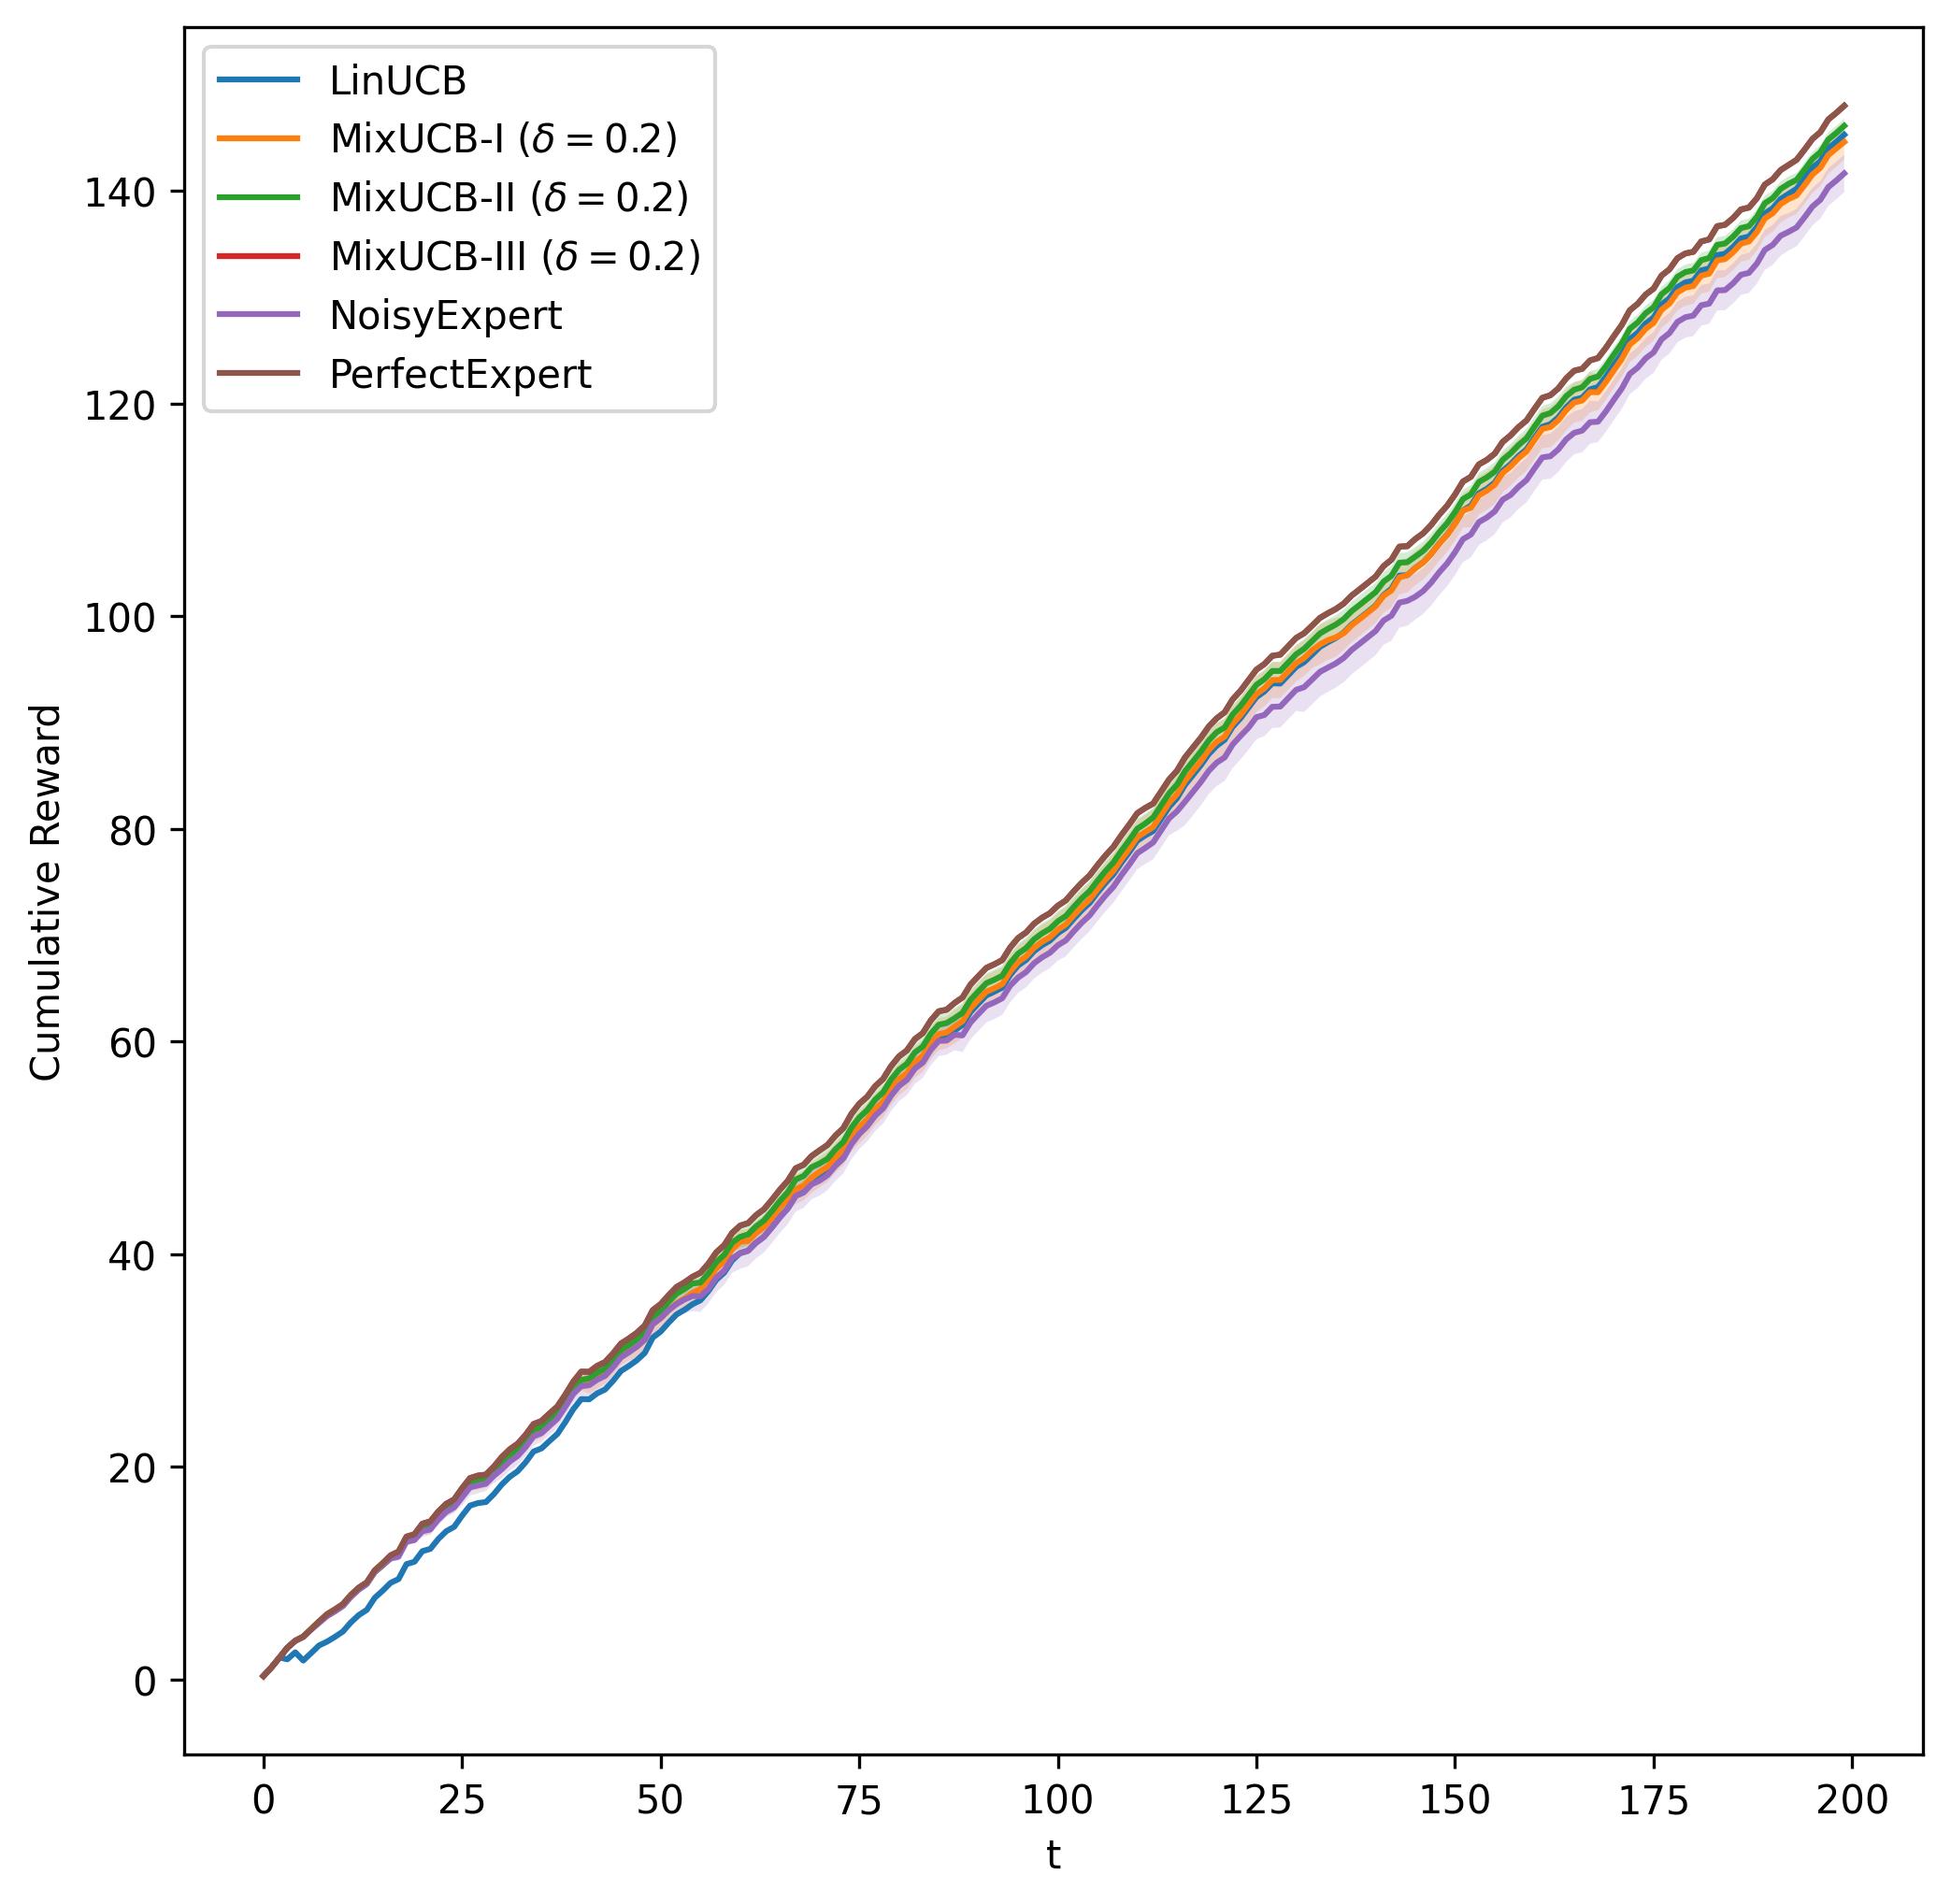 LinUCB
MixUCB-I (δ = 0.2)
MixUCB-II (δ = 0.2)
MixUCB-III (δ = 0.2)
NoisyExpert
PerfectExpert
Cumulative Reward
140
120
100
80
60
40
20
0
0 25 50 75 100 125 150 175 200
t